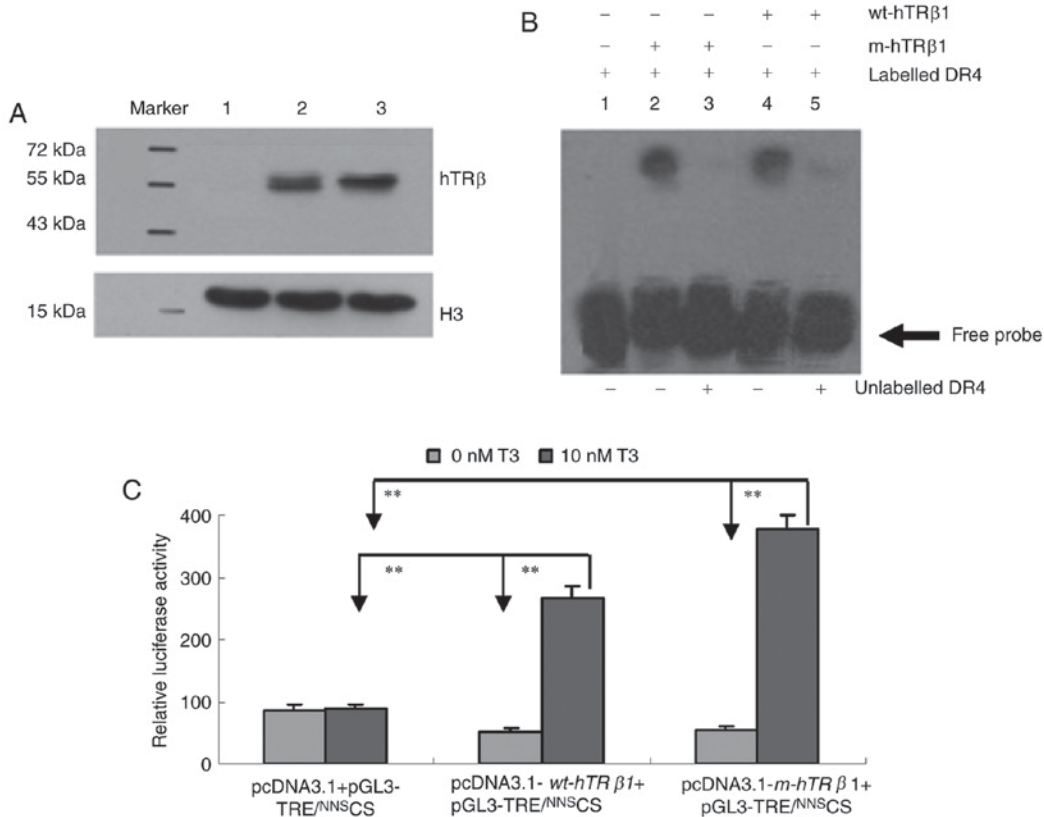 A
Marker 1 2 3
72 kDa
55 kDa
43 kDa
hTRβ
15 kDa
H3
B
– – – + + wt-hTRβ1
– + + – – m-hTRβ1
+ + + + + Labelled DR4
1 2 3 4 5
Free probe
– – + – + Unlabelled DR4
C
0 nM T3 10 nM T3
Relative luciferase activity
400
300
200
100
0
** **
** **
pcDNA3.1+pGL3-
TRE/NNSCS
pcDNA3.1- wt-hTR β1+
pGL3-TRE/NNSCS
pcDNA3.1-m-hTR β 1+
pGL3-TRE/NNSCS